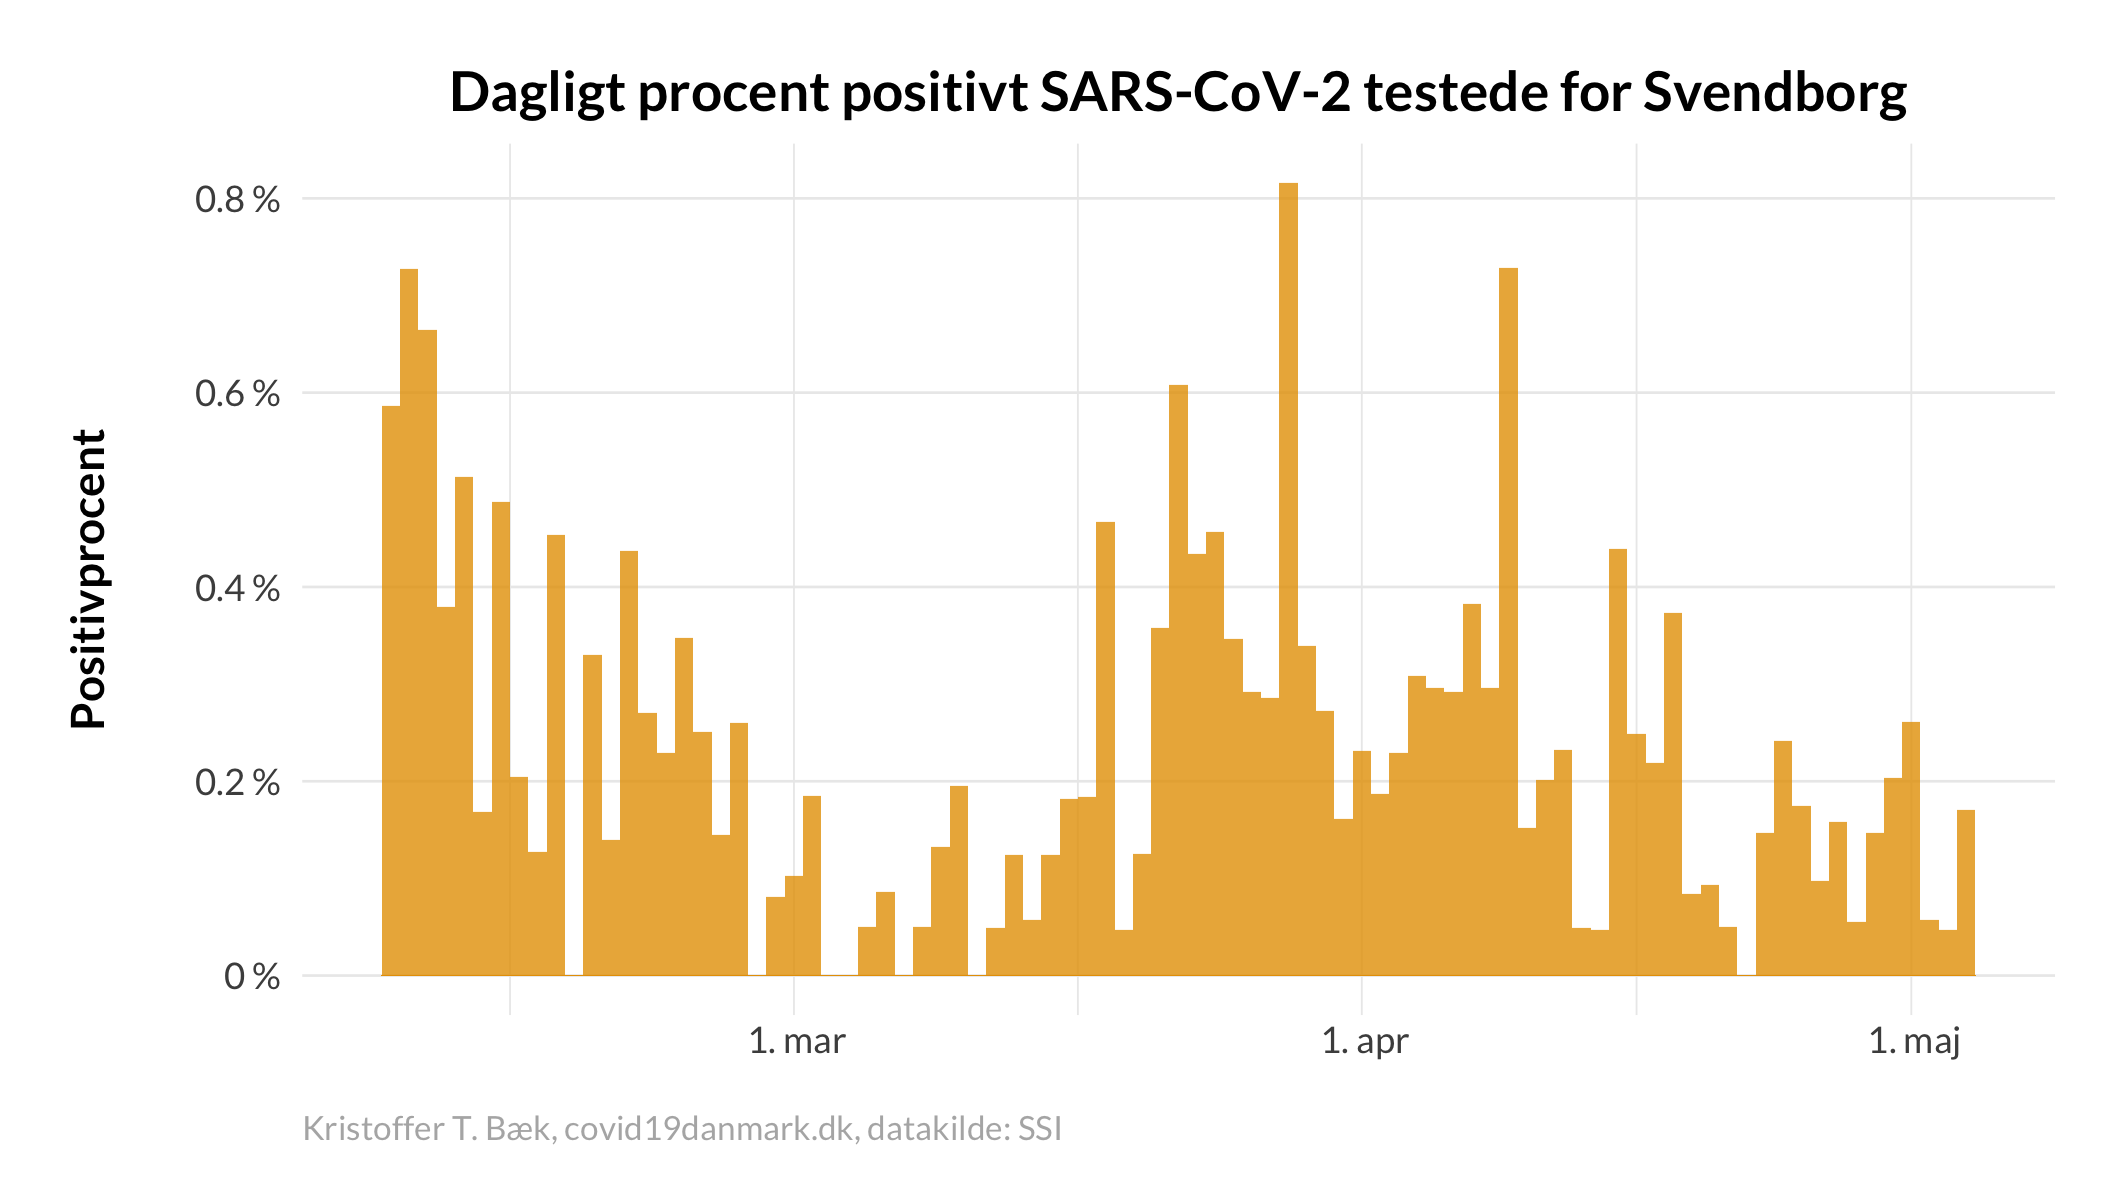 Dagligt procent positivt SARS-CoV-2 testede for Svendborg
Positivprocent
0.8 %
0.6 %
0.4 %
0.2 %
0 %
1. mar
1. apr
1. maj
Kristoffer T. Bæk, covid19danmark.dk, datakilde: SSI